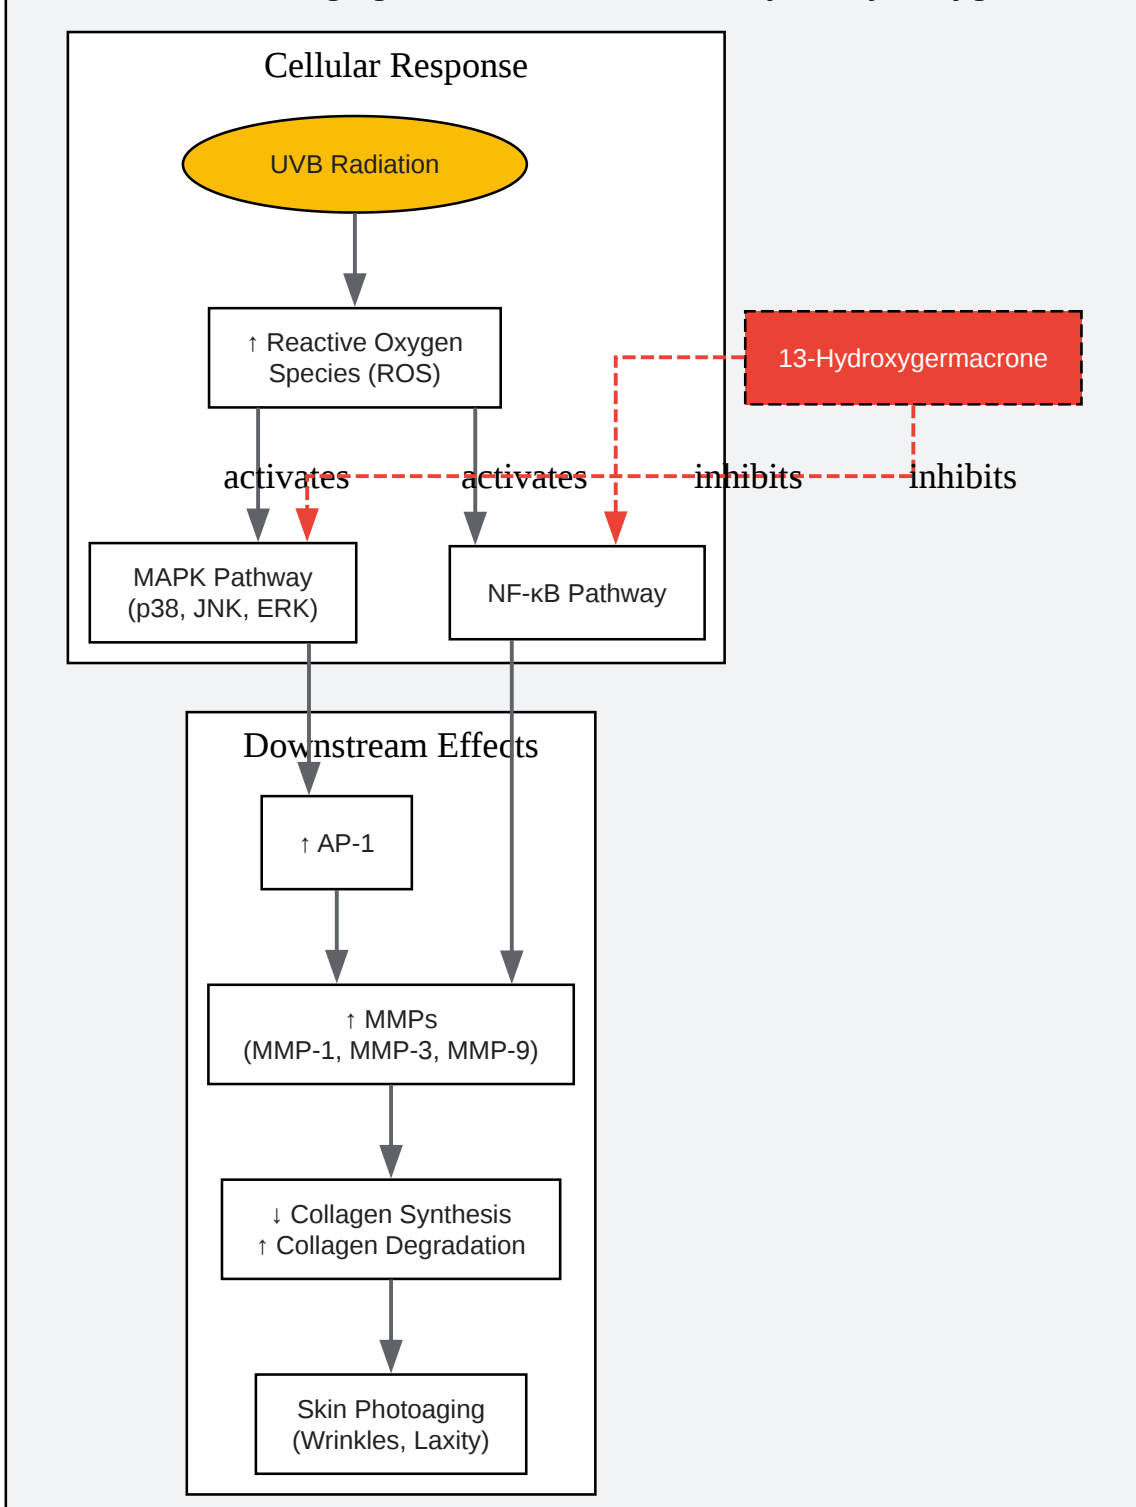 Cellular Response
UVB Radiation
↑ Reactive Oxygen
Species (ROS)
13-Hydroxygermacrone
activates
activates
inhibits
inhibits
MAPK Pathway
(p38, JNK, ERK)
NF-κB Pathway
Downstream Effects
↑ AP-1
↑ MMPs
(MMP-1, MMP-3, MMP-9)
↓ Collagen Synthesis
↑ Collagen Degradation
Skin Photoaging
(Wrinkles, Laxity)